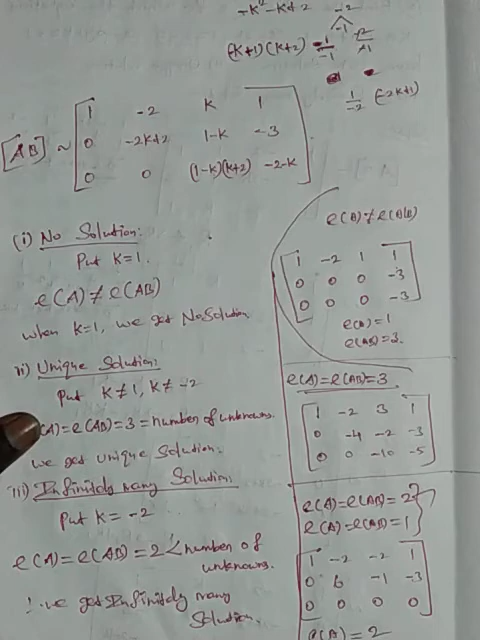 -k² - k + 2
(k+1)(k+2)
1/-2 (-2k+1)
[AB] ~ [1 -2 k 1
0 -2k+2 1-k -3
0 0 (1-k)(k+2) -2-k]
(i) No Solution:
Put k=1.
ρ(A) ≠ ρ(AB)
when k=1, we get No Solution
ii) Unique Solution:
Put k≠1, k≠-2
ρ(A)=ρ(AB)=3=number of unknowns.
we get unique Solution.
iii) Infinitely many Solution:
Put k=-2
ρ(A)=ρ(AB)=2<number of
unknowns.
∴ we get Infinitely many
Solution.
ρ(A)≠ρ(AB)
[1 -2 1 1
0 0 0 -3
0 0 0 -3]
ρ(A)=1
ρ(AB)=2.
ρ(A)=ρ(AB)=3
[1 -2 3 1
0 -4 -2 -3
0 0 -10 -5]
ρ(A)=ρ(AB)=2
ρ(A)=ρ(AB)=1
[1 -2 -2 1
0 6 -1 -3
0 0 0 0]
ρ(A)=2